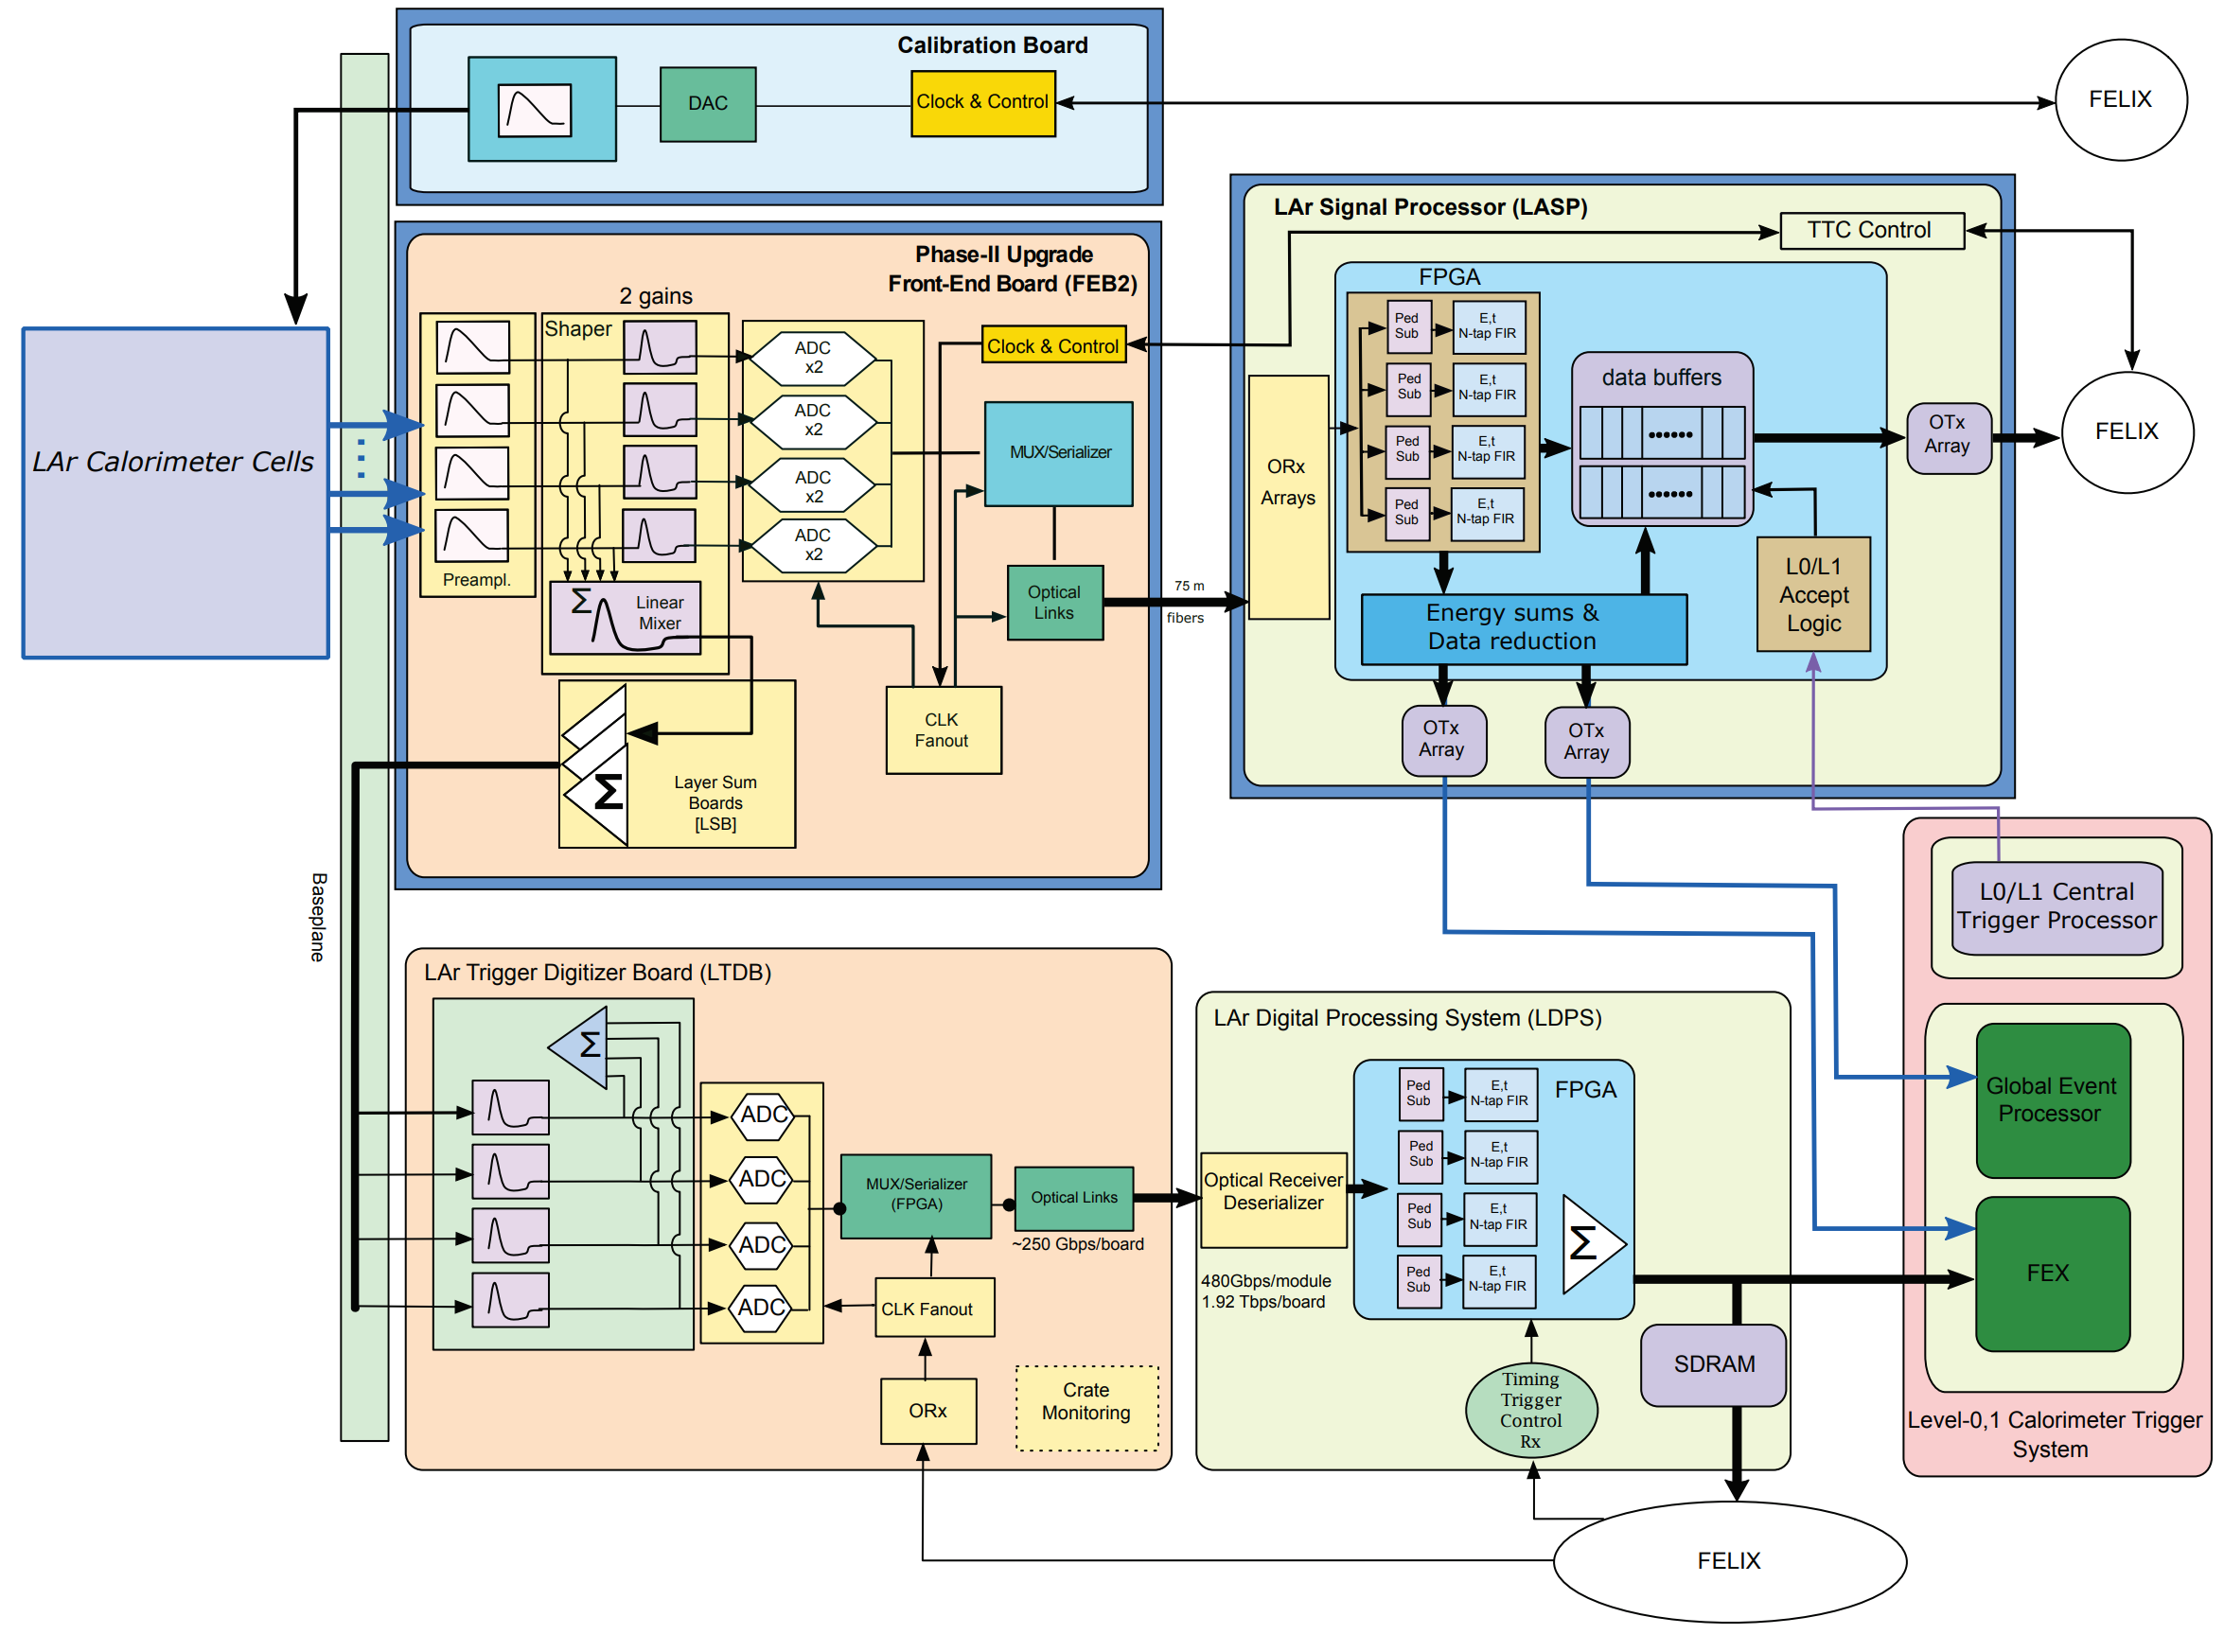 Calibration Board
DAC
Clock & Control
FELIX
LAr Calorimeter Cells
Baseplane
Phase-II Upgrade
Front-End Board (FEB2)
2 gains
Shaper
Preampl.
ADC
x2
ADC
x2
ADC
x2
ADC
x2
Σ
Linear
Mixer
Clock & Control
MUX/Serializer
Optical
Links
CLK
Fanout
Σ
Layer Sum
Boards
[LSB]
75 m
fibers
LAr Signal Processor (LASP)
TTC Control
FPGA
ORx
Arrays
Ped
Sub
E,t
N-tap FIR
Ped
Sub
E,t
N-tap FIR
Ped
Sub
E,t
N-tap FIR
Ped
Sub
E,t
N-tap FIR
data buffers
L0/L1
Accept
Logic
Energy sums &
Data reduction
OTx
Array
OTx
Array
OTx
Array
FELIX
LAr Trigger Digitizer Board (LTDB)
Σ
ADC
ADC
ADC
ADC
MUX/Serializer
(FPGA)
Optical Links
~250 Gbps/board
CLK Fanout
ORx
Crate
Monitoring
LAr Digital Processing System (LDPS)
Optical Receiver
Deserializer
480Gbps/module
1.92 Tbps/board
FPGA
Ped
Sub
E,t
N-tap FIR
Ped
Sub
E,t
N-tap FIR
Ped
Sub
E,t
N-tap FIR
Ped
Sub
E,t
N-tap FIR
Σ
Timing
Trigger
Control
Rx
SDRAM
FELIX
L0/L1 Central
Trigger Processor
Global Event
Processor
FEX
Level-0,1 Calorimeter Trigger
System